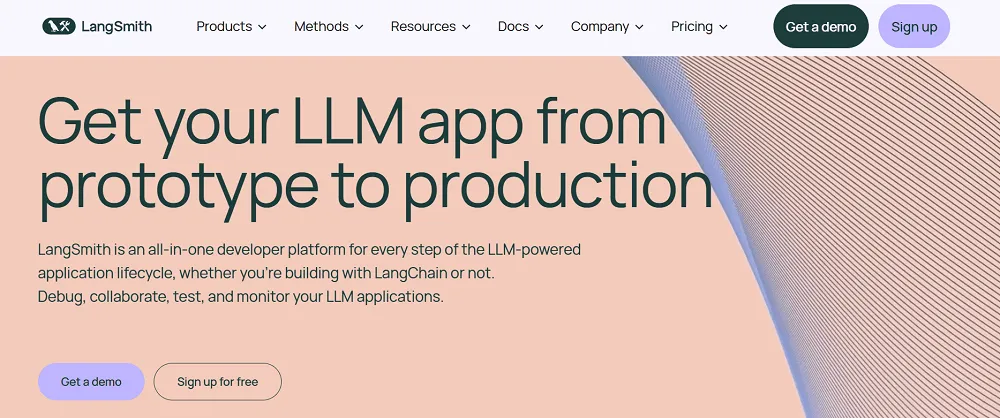 LangSmith Products Methods Resources Docs Company Pricing Get a demo Sign up
Get your LLM app from
prototype to production
LangSmith is an all-in-one developer platform for every step of the LLM-powered
application lifecycle, whether you're building with LangChain or not.
Debug, collaborate, test, and monitor your LLM applications.
Get a demo Sign up for free